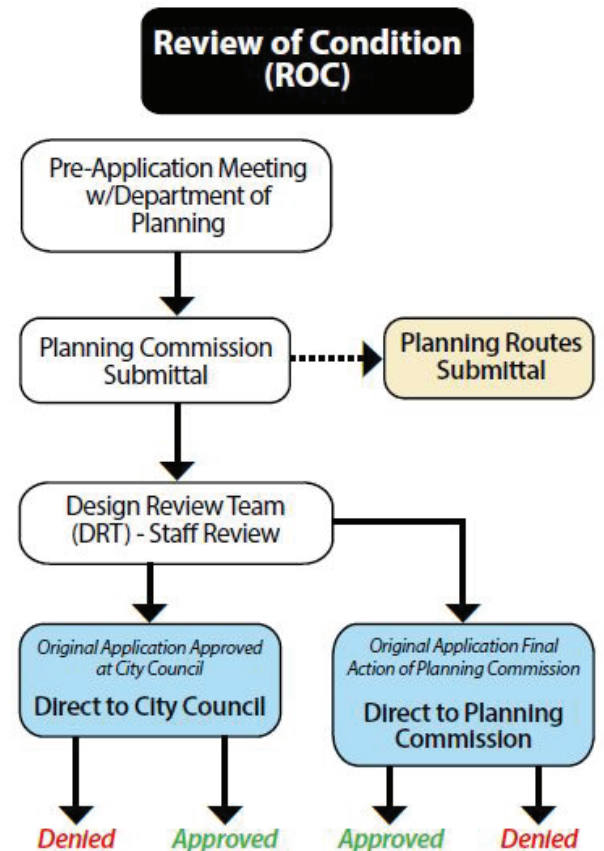 Review of Condition
(ROC)
Pre-Application Meeting
w/Department of
Planning
Planning Commission
Submittal
Planning Routes
Submittal
Design Review Team
(DRT) - Staff Review
Original Application Approved
at City Council
Direct to City Council
Original Application Final
Action of Planning Commission
Direct to Planning
Commission
Denied
Approved
Approved
Denied